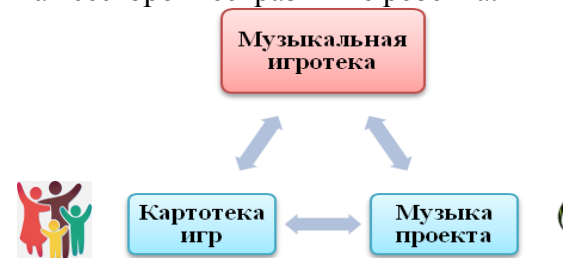 Музыкальная
игротека
Картотека
игр
Музыка
проекта